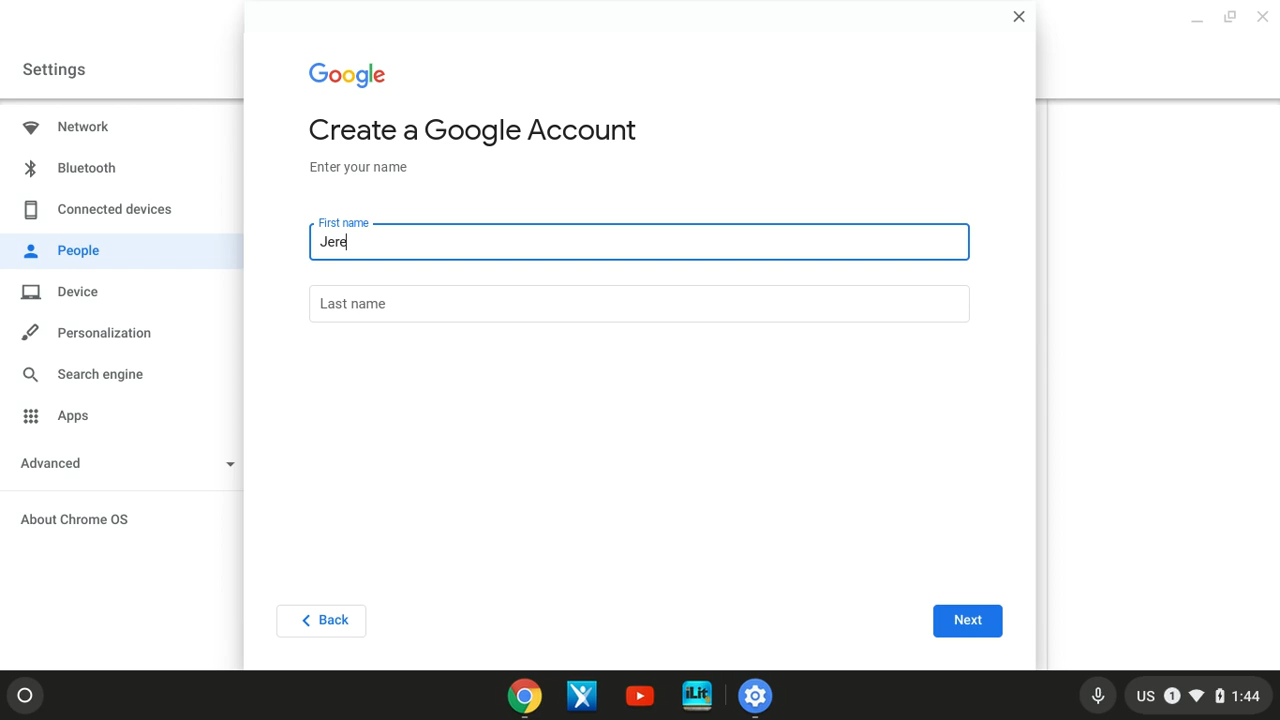 Settings
Network
Bluetooth
Connected devices
People
Device
Personalization
Search engine
Apps
Advanced
About Chrome OS
Google
Create a Google Account
Enter your name
First name
Jere
Last name
Back
Next
iLit
US 1 1:44